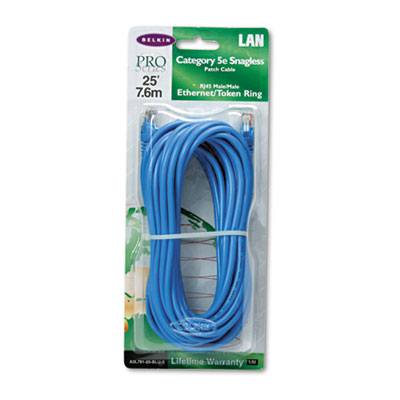 BELKIN
LAN
PRO
Series
Category 5e Snagless
Patch Cable
25'
7.6m
RJ45 Male/Male
Ethernet/Token Ring
BELKIN
Lifetime Warranty